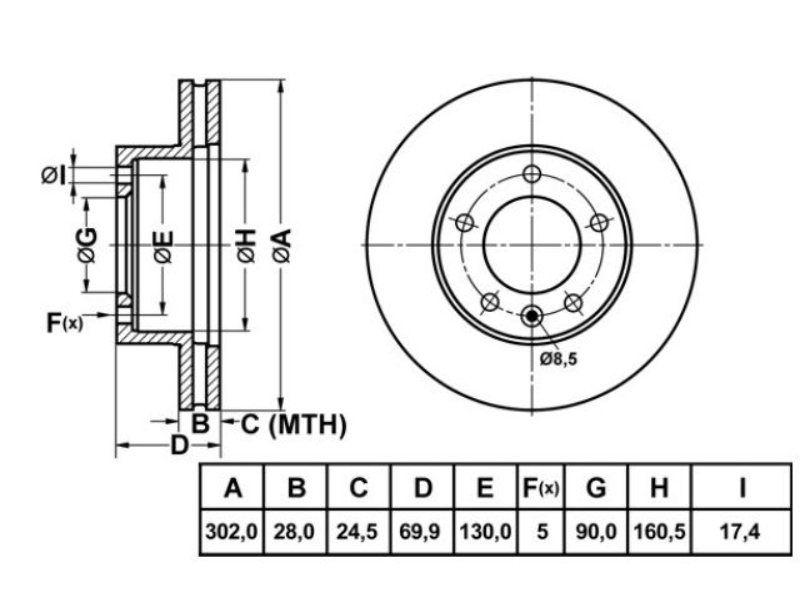 ØI
ØG
ØE
ØH
ØA
F(x)
Ø8,5
B
C (MTH)
D
A B C D E F(x) G H I
302,0 28,0 24,5 69,9 130,0 5 90,0 160,5 17,4